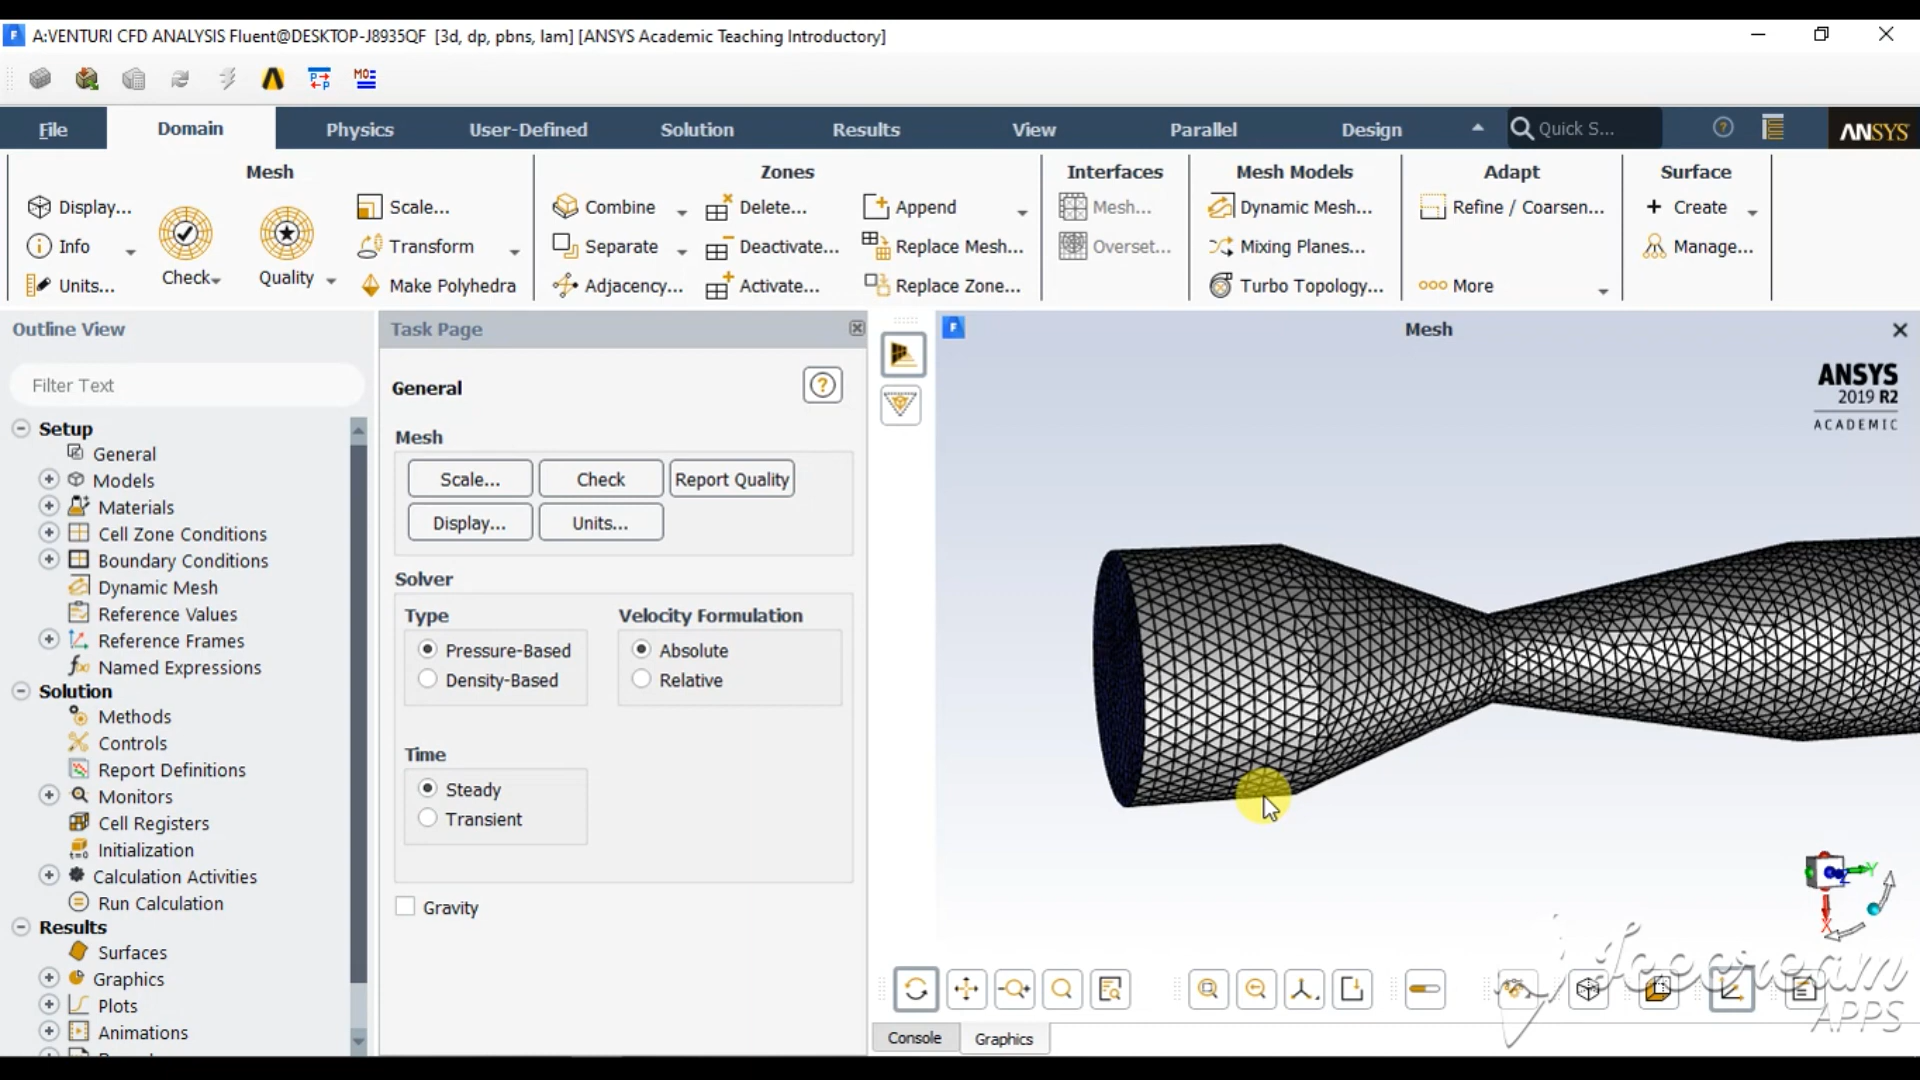 A:VENTURI CFD ANALYSIS Fluent@DESKTOP-J8935QF [3d, dp, pbns, lam] [ANSYS Academic Teaching Introductory]
File Domain Physics User-Defined Solution Results View Parallel Design Quick S... ANSYS
Mesh Zones Interfaces Mesh Models Adapt Surface
Display... Scale... Combine Delete... Append Mesh... Dynamic Mesh... Refine / Coarsen... + Create
Info Transform Separate Deactivate... Replace Mesh... Overset... Mixing Planes... Manage...
Units... Check Quality Make Polyhedra Adjacency... Activate... Replace Zone... Turbo Topology... More
Outline View
Filter Text
Setup
General
Models
Materials
Cell Zone Conditions
Boundary Conditions
Dynamic Mesh
Reference Values
Reference Frames
Named Expressions
Solution
Methods
Controls
Report Definitions
Monitors
Cell Registers
Initialization
Calculation Activities
Run Calculation
Results
Surfaces
Graphics
Plots
Animations
Task Page
General
Mesh
Scale... Check Report Quality
Display... Units...
Solver
Type Velocity Formulation
Pressure-Based Absolute
Density-Based Relative
Time
Steady
Transient
Gravity
Mesh
ANSYS
2019 R2
ACADEMIC
Y
Z
X
Console Graphics
Icecream
APPS